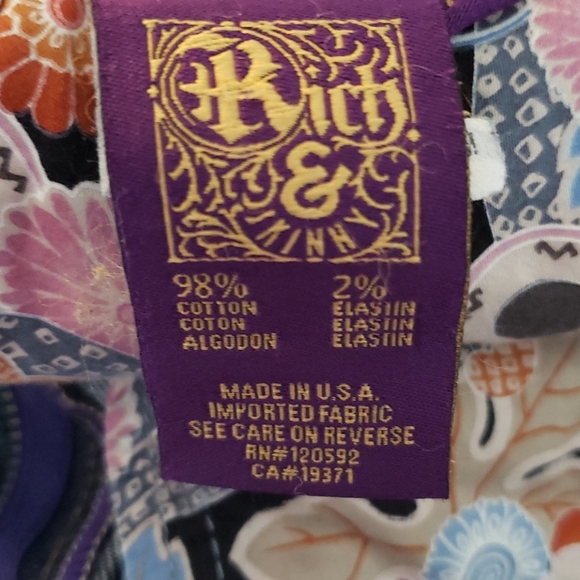 Rich
&
SKINNY
98% 2%
COTTON ELASTIN
COTON ELASTIN
ALGODON ELASTIN
MADE IN U.S.A.
IMPORTED FABRIC
SEE CARE ON REVERSE
RN#120592
CA#19371